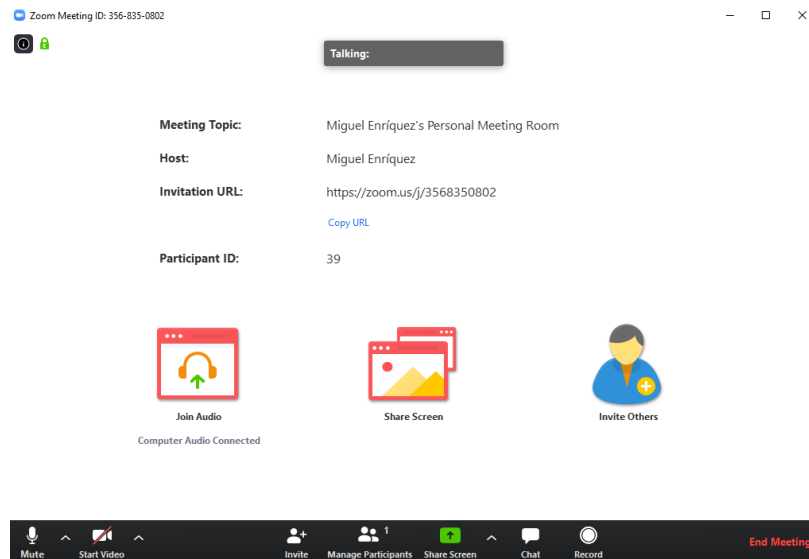 Zoom Meeting ID: 356-835-0802
Talking:
Meeting Topic: Miguel Enríquez's Personal Meeting Room
Host: Miguel Enríquez
Invitation URL: https://zoom.us/j/3568350802
Copy URL
Participant ID: 39
Join Audio
Computer Audio Connected
Share Screen
Invite Others
Mute
Start Video
Invite
1
Manage Participants
Share Screen
Chat
Record
End Meeting